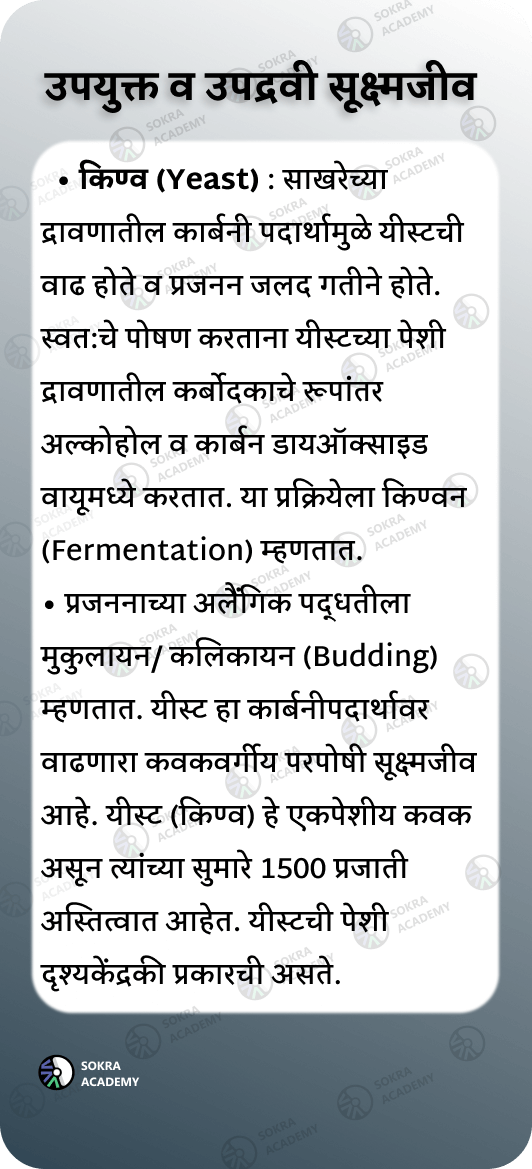 उपयुक्त व उपद्रवी सूक्ष्मजीव
• किण्व (Yeast) : साखरेच्या
द्रावणातील कार्बनी पदार्थामुळे यीस्टची
वाढ होते व प्रजनन जलद गतीने होते.
स्वत:चे पोषण करताना यीस्टच्या पेशी
द्रावणातील कर्बोदकाचे रूपांतर
अल्कोहोल व कार्बन डायऑक्साइड
वायूमध्ये करतात. या प्रक्रियेला किण्वन
(Fermentation) म्हणतात.
• प्रजननाच्या अलैंगिक पद्धतीला
मुकुलायन/ कलिकायन (Budding)
म्हणतात. यीस्ट हा कार्बनीपदार्थावर
वाढणारा कवकवर्गीय परपोषी सूक्ष्मजीव
आहे. यीस्ट (किण्व) हे एकपेशीय कवक
असून त्यांच्या सुमारे 1500 प्रजाती
अस्तित्वात आहेत. यीस्टची पेशी
दृश्यकेंद्रकी प्रकारची असते.
SOKRA
ACADEMY